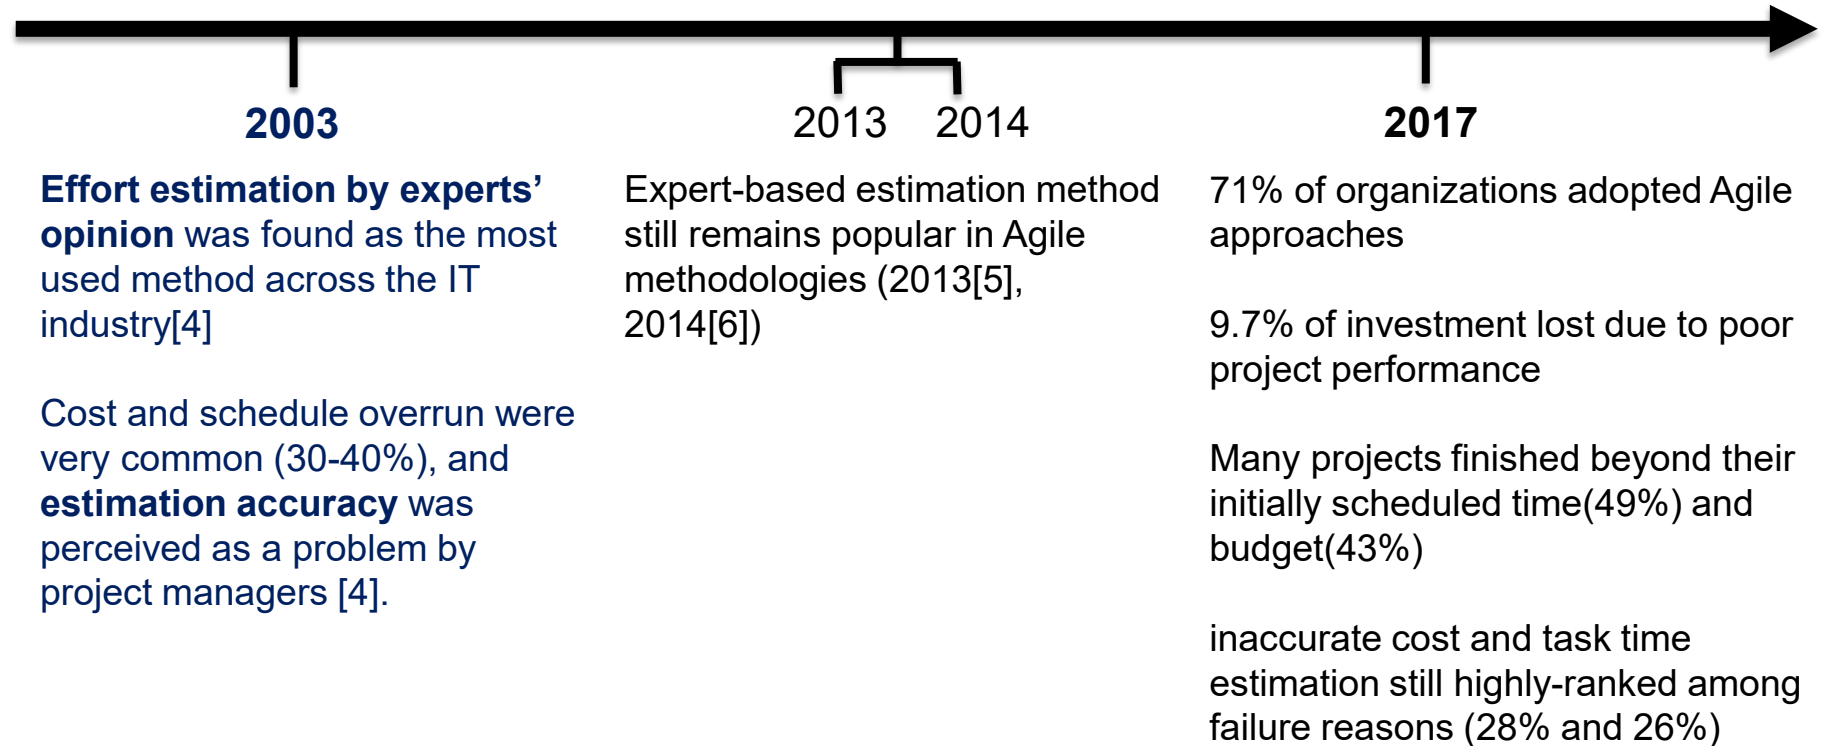 2003
Effort estimation by experts’
opinion was found as the most
used method across the IT
industry[4]
Cost and schedule overrun were
very common (30-40%), and
estimation accuracy was
perceived as a problem by
project managers [4].
2013 2014
Expert-based estimation method
still remains popular in Agile
methodologies (2013[5],
2014[6])
2017
71% of organizations adopted Agile
approaches
9.7% of investment lost due to poor
project performance
Many projects finished beyond their
initially scheduled time(49%) and
budget(43%)
inaccurate cost and task time
estimation still highly-ranked among
failure reasons (28% and 26%)